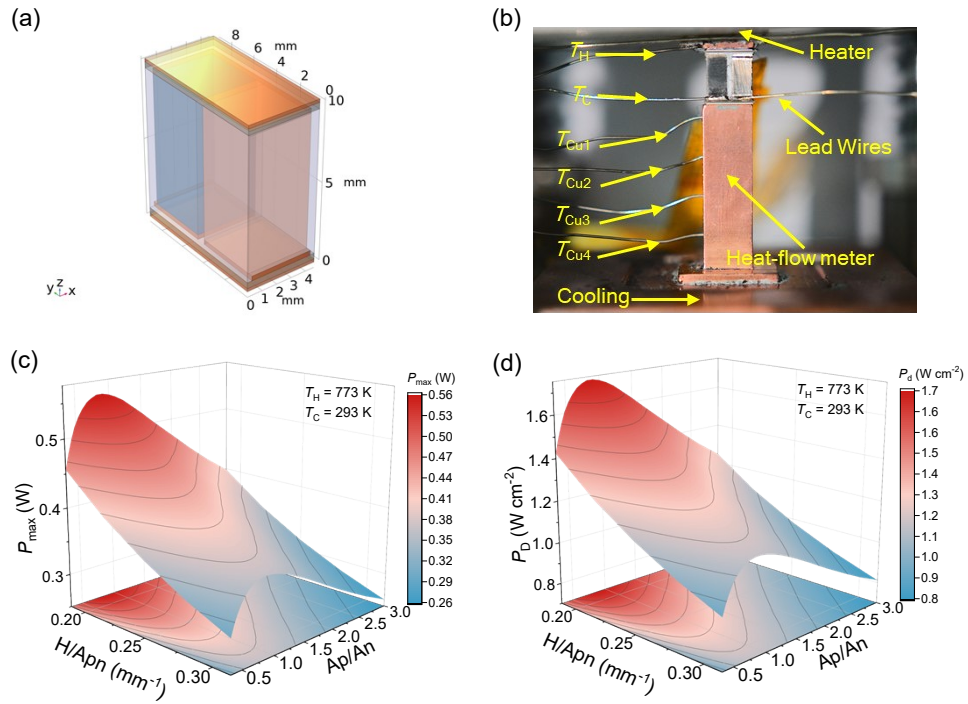 (a)
8
6
4
2
0
mm
10
5
mm
0
0
1
2
3
4
mm
y
z
x
(b)
T_H
T_C
T_Cu1
T_Cu2
T_Cu3
T_Cu4
Heater
Lead Wires
Heat-flow meter
Cooling
(c)
T_H = 773 K
T_C = 293 K
P_max (W)
0.56
0.53
0.50
0.47
0.44
0.41
0.38
0.35
0.32
0.29
0.26
P_max (W)
0.5
0.4
0.3
H/Apn (mm⁻¹)
0.20
0.25
0.30
Ap/An
0.5
1.0
1.5
2.0
2.5
3.0
(d)
T_H = 773 K
T_C = 293 K
P_d (W cm⁻²)
1.7
1.6
1.5
1.4
1.3
1.2
1.1
1.0
0.9
0.8
P_D (W cm⁻²)
1.6
1.4
1.2
1.0
0.8
H/Apn (mm⁻¹)
0.20
0.25
0.30
Ap/An
0.5
1.0
1.5
2.0
2.5
3.0